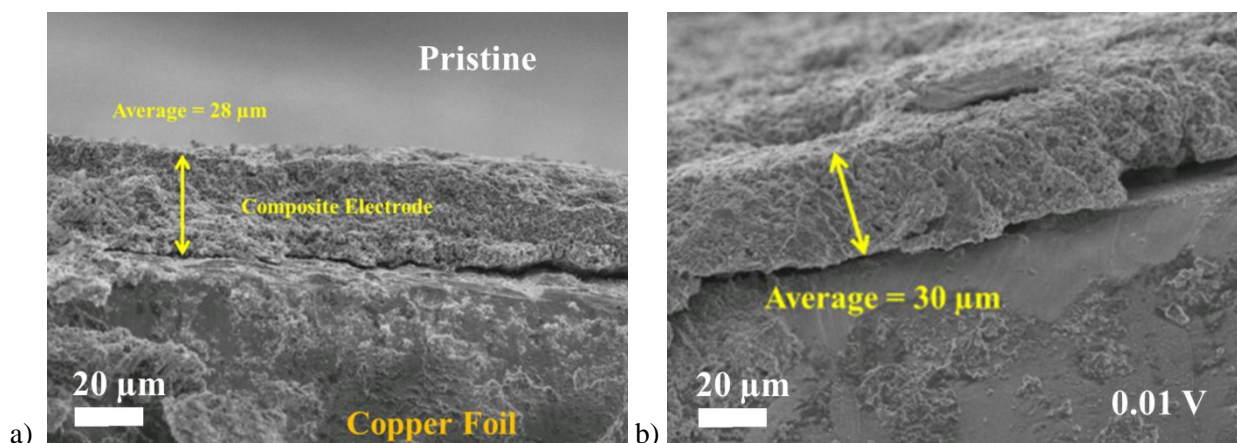 Pristine
Average = 28 µm
Composite Electrode
20 µm
Copper Foil
a)
Average = 30 µm
20 µm
0.01 V
b)